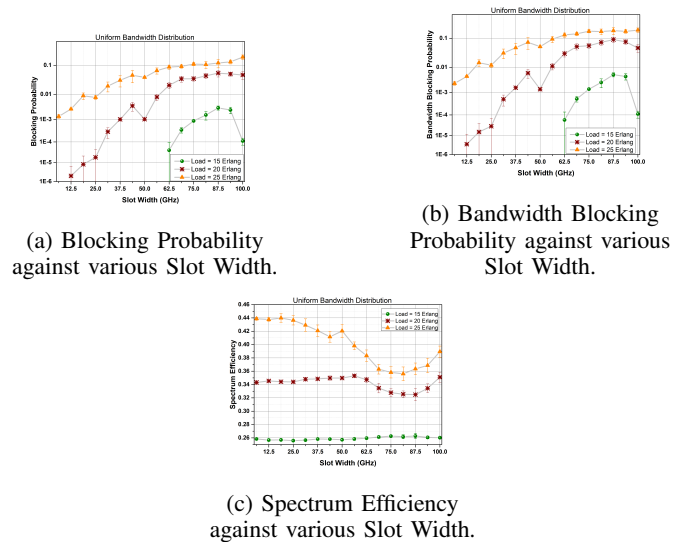 Uniform Bandwidth Distribution
Blocking Probability
0.1
0.01
1E-3
1E-4
1E-5
1E-6
12.5 25.0 37.5 50.0 62.5 75.0 87.5 100.0
Slot Width (GHz)
Load = 15 Erlang
Load = 20 Erlang
Load = 25 Erlang
(a) Blocking Probability
against various Slot Width.
Uniform Bandwidth Distribution
Bandwidth Blocking Probability
0.1
0.01
1E-3
1E-4
1E-5
1E-6
12.5 25.0 37.5 50.0 62.5 75.0 87.5 100.0
Slot Width (GHz)
Load = 15 Erlang
Load = 20 Erlang
Load = 25 Erlang
(b) Bandwidth Blocking
Probability against various
Slot Width.
Uniform Bandwidth Distribution
Spectrum Efficiency
0.46
0.44
0.42
0.40
0.38
0.36
0.34
0.32
0.30
0.28
0.26
12.5 25.0 37.5 50.0 62.5 75.0 87.5 100.0
Slot Width (GHz)
Load = 15 Erlang
Load = 20 Erlang
Load = 25 Erlang
(c) Spectrum Efficiency
against various Slot Width.